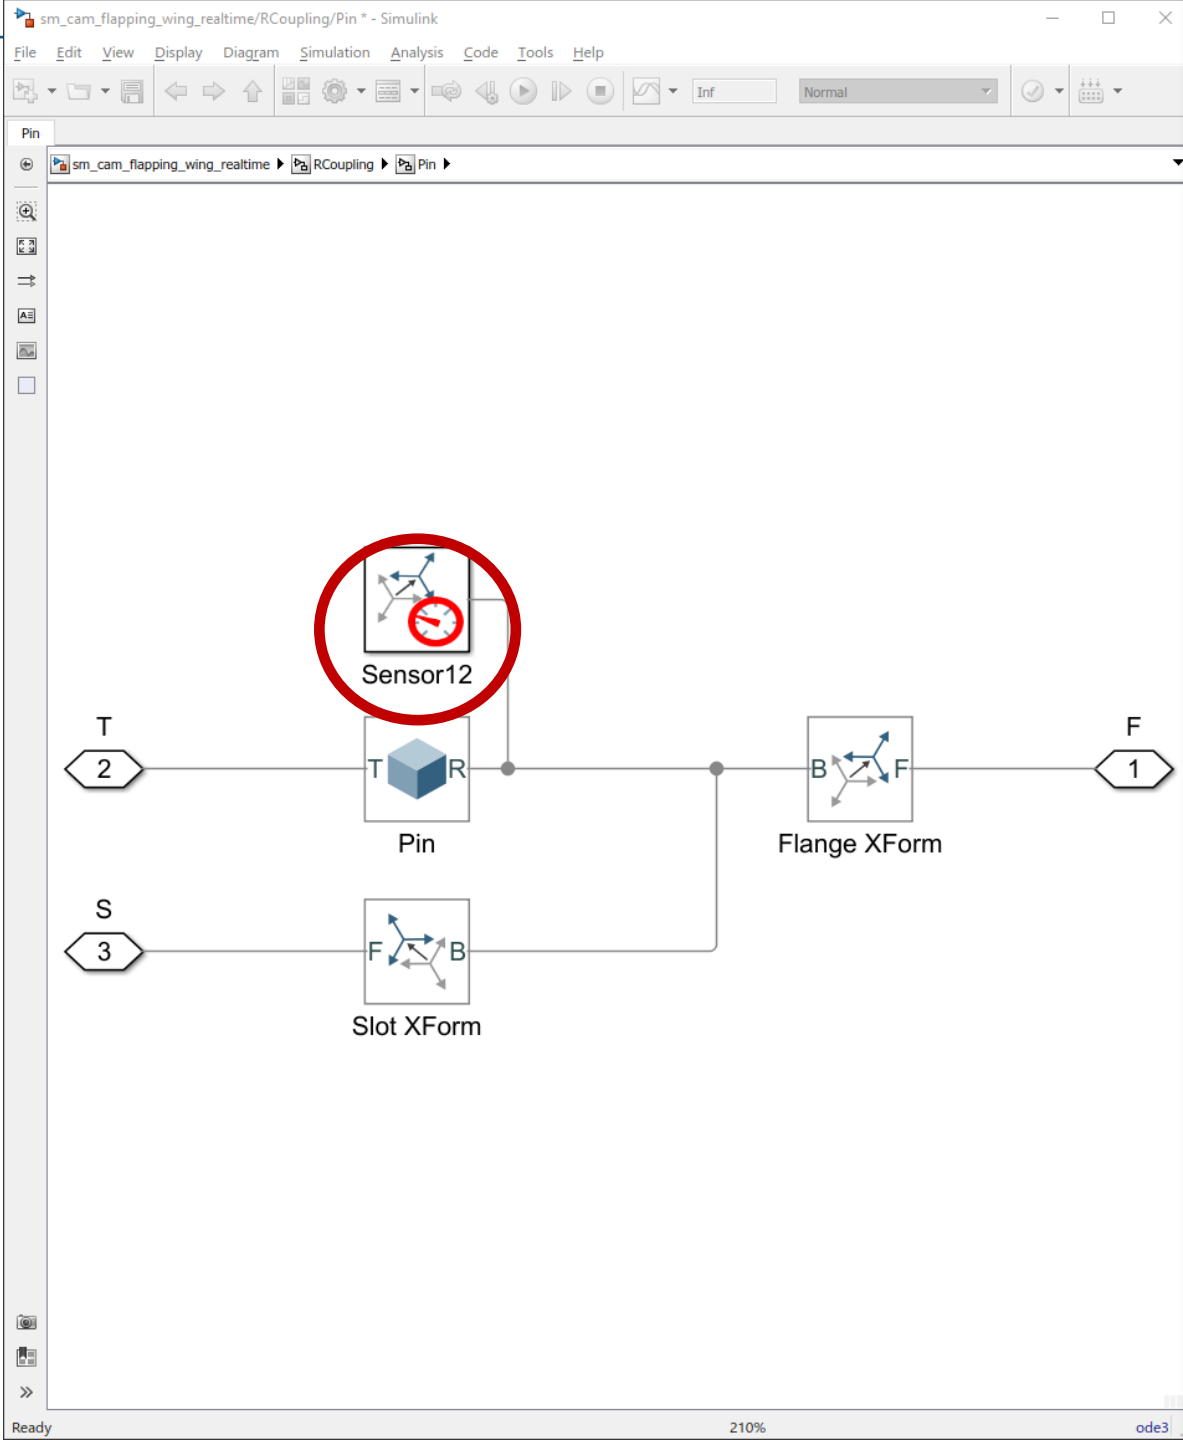 sm_cam_flapping_wing_realtime/RCoupling/Pin * - Simulink
File Edit View Display Diagram Simulation Analysis Code Tools Help
Inf Normal
Pin
sm_cam_flapping_wing_realtime RCoupling Pin
A
Sensor12
T
F
2
T
R
B
F
1
Pin
Flange XForm
S
3
F
B
Slot XForm
Ready 210% ode3